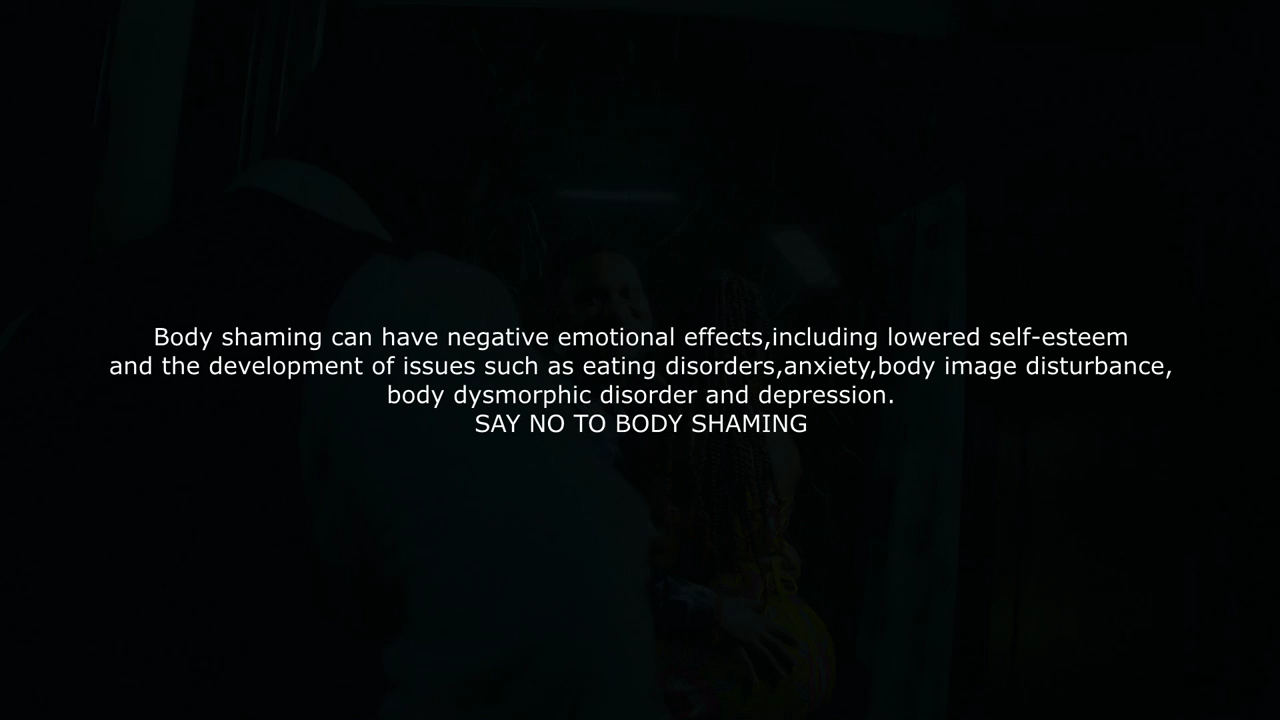 Body shaming can have negative emotional effects,including lowered self-esteem
and the development of issues such as eating disorders,anxiety,body image disturbance,
body dysmorphic disorder and depression.
SAY NO TO BODY SHAMING